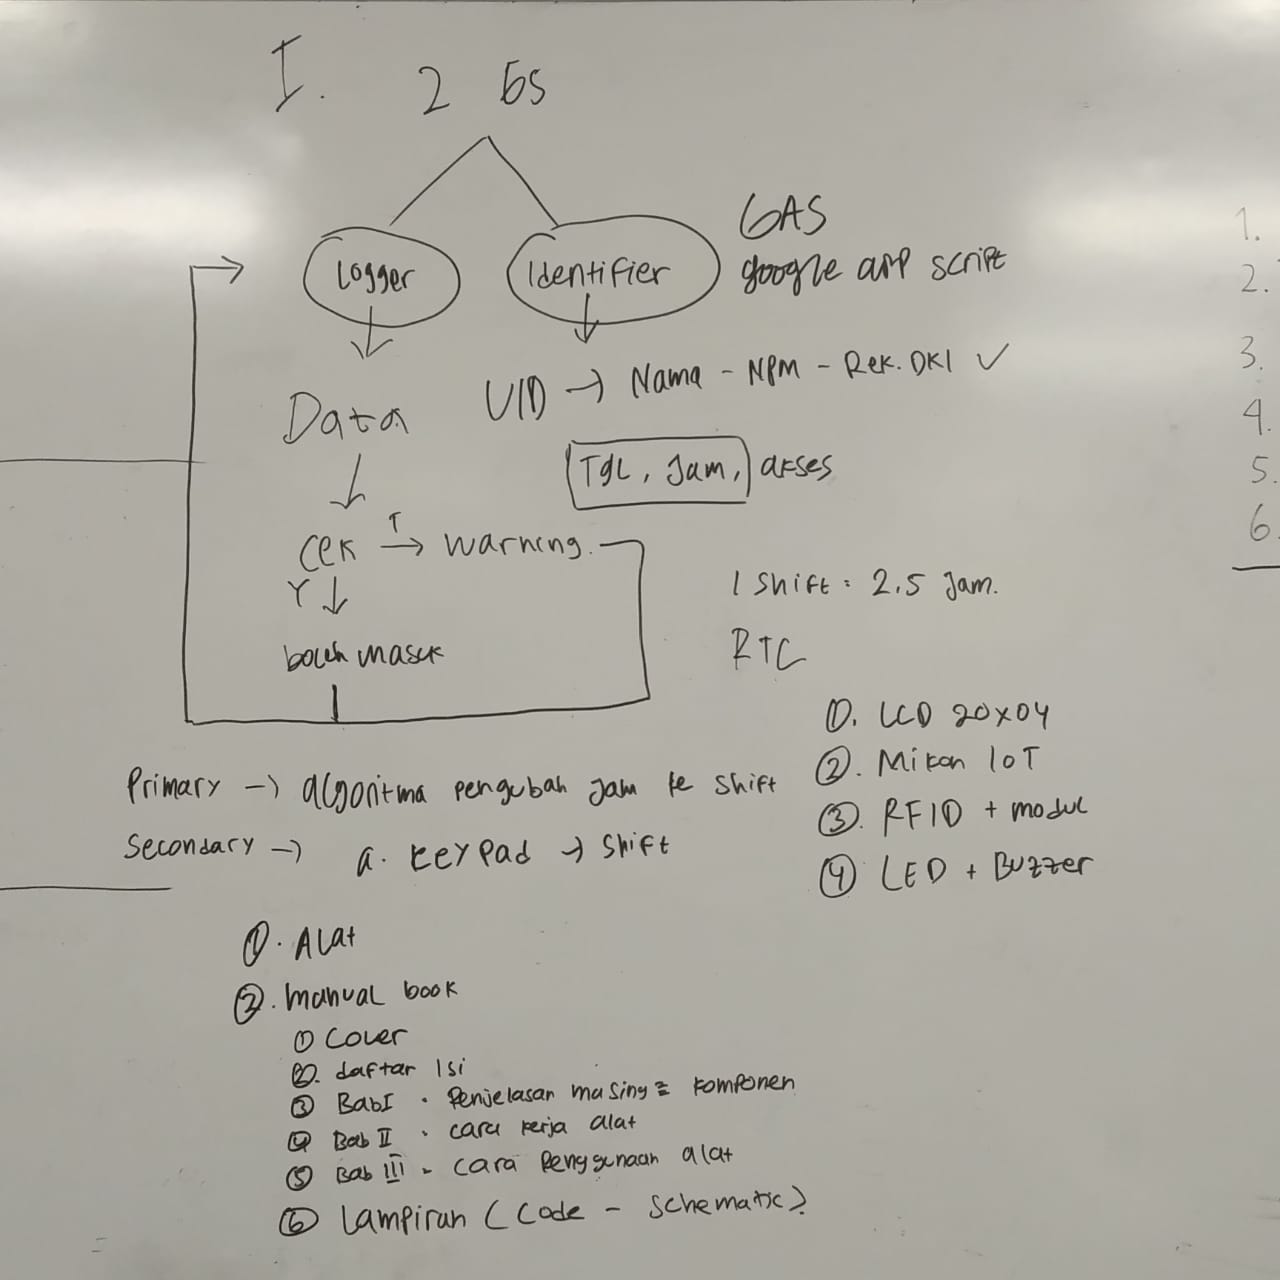 I. 2 GS
Logger
Identifier
GAS
google app script
Data
UID → Nama - NPM - Rek. DKI ✓
Tgl, Jam, akses
Cek T → warning
Y
boleh masuk
1 shift : 2.5 Jam.
RTC
①. LCD 20x04
②. Mikon IoT
③. RFID + modul
④ LED + Buzzer
Primary → algoritma pengubah jam ke shift
Secondary → a. keypad → shift
①. Alat
②. manual book
① Cover
②. daftar Isi
③ Bab I . Penjelasan masing² komponen
④ Bab II . cara kerja alat
⑤ Bab III - cara penggunaan alat
⑥ Lampiran (Code - Schematic)
1.
2.
3.
4.
5.
6.